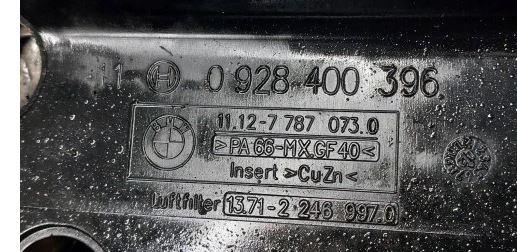 11 0 928 400 396
BMW
11.12-7 787 073.0
>PA 66-MX,GF40<
Insert >CuZn<
Luftfilter 13.71-2 246 997.0